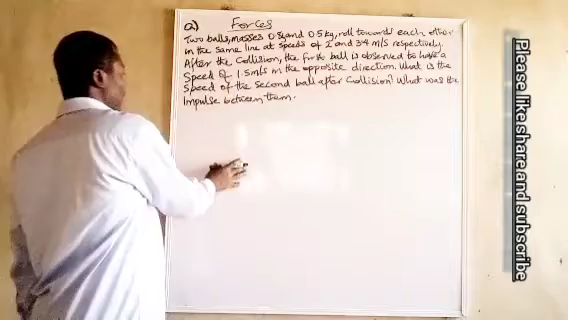 Q) Forces
Two balls, masses 0.8 and 0.5kg, roll towards each other
in the same line at speeds of 2 and 3.4 m/s respectively.
After the Collision, the first ball is observed to have a
Speed of 1.5m/s in the opposite direction. What is the
speed of the second ball after Collision? What was the
Impulse between them.
Please like share and subscribe